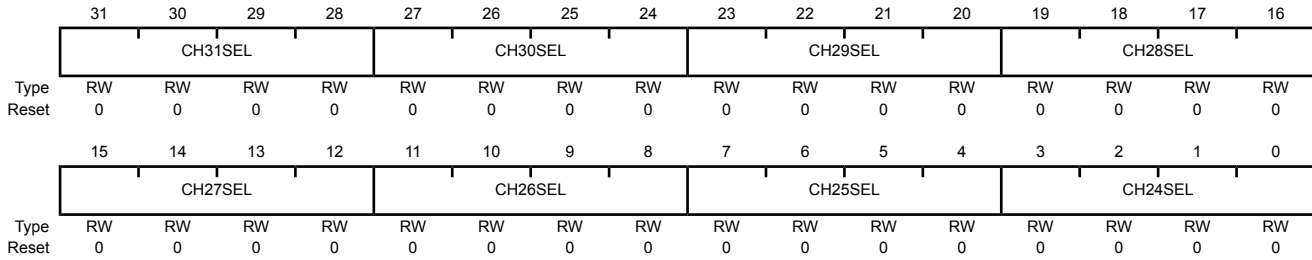 31 30 29 28 27 26 25 24 23 22 21 20 19 18 17 16
CH31SEL CH30SEL CH29SEL CH28SEL
Type RW RW RW RW RW RW RW RW RW RW RW RW RW RW RW RW
Reset 0 0 0 0 0 0 0 0 0 0 0 0 0 0 0 0
15 14 13 12 11 10 9 8 7 6 5 4 3 2 1 0
CH27SEL CH26SEL CH25SEL CH24SEL
Type RW RW RW RW RW RW RW RW RW RW RW RW RW RW RW RW
Reset 0 0 0 0 0 0 0 0 0 0 0 0 0 0 0 0